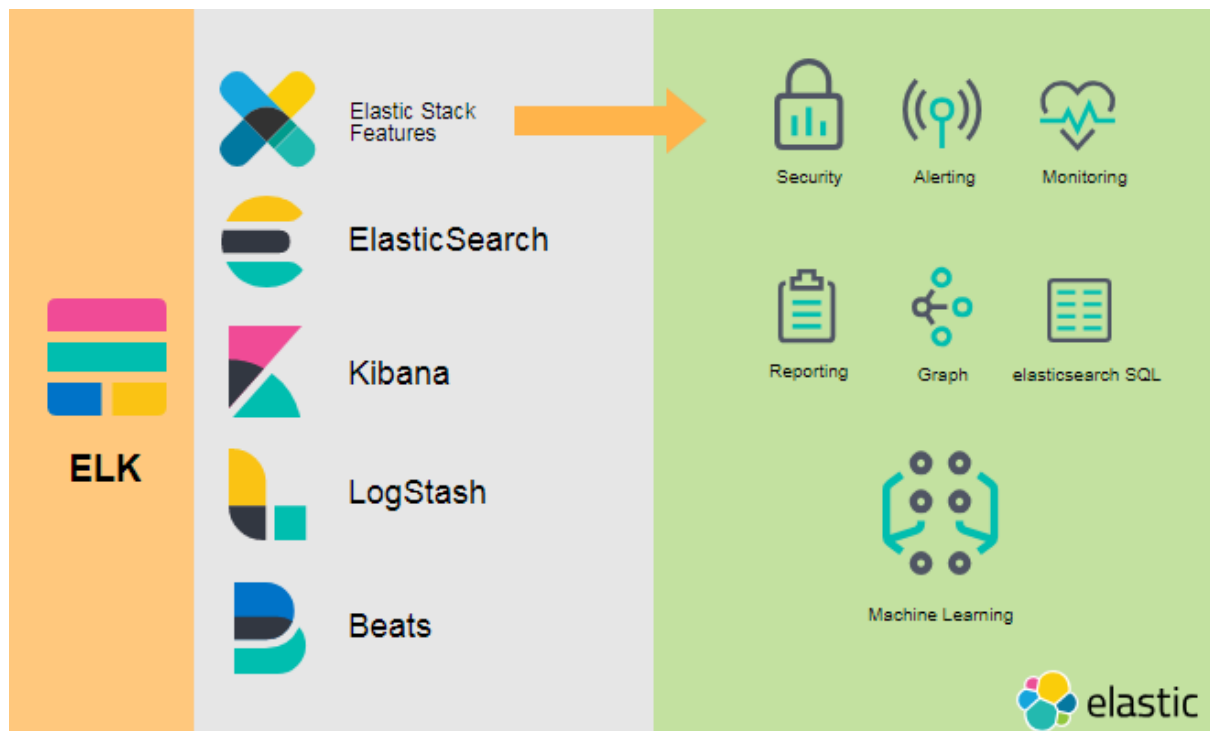 ELK
Elastic Stack
Features
ElasticSearch
Kibana
LogStash
Beats
Security
Alerting
Monitoring
Reporting
Graph
elasticsearch SQL
Machine Learning
elastic